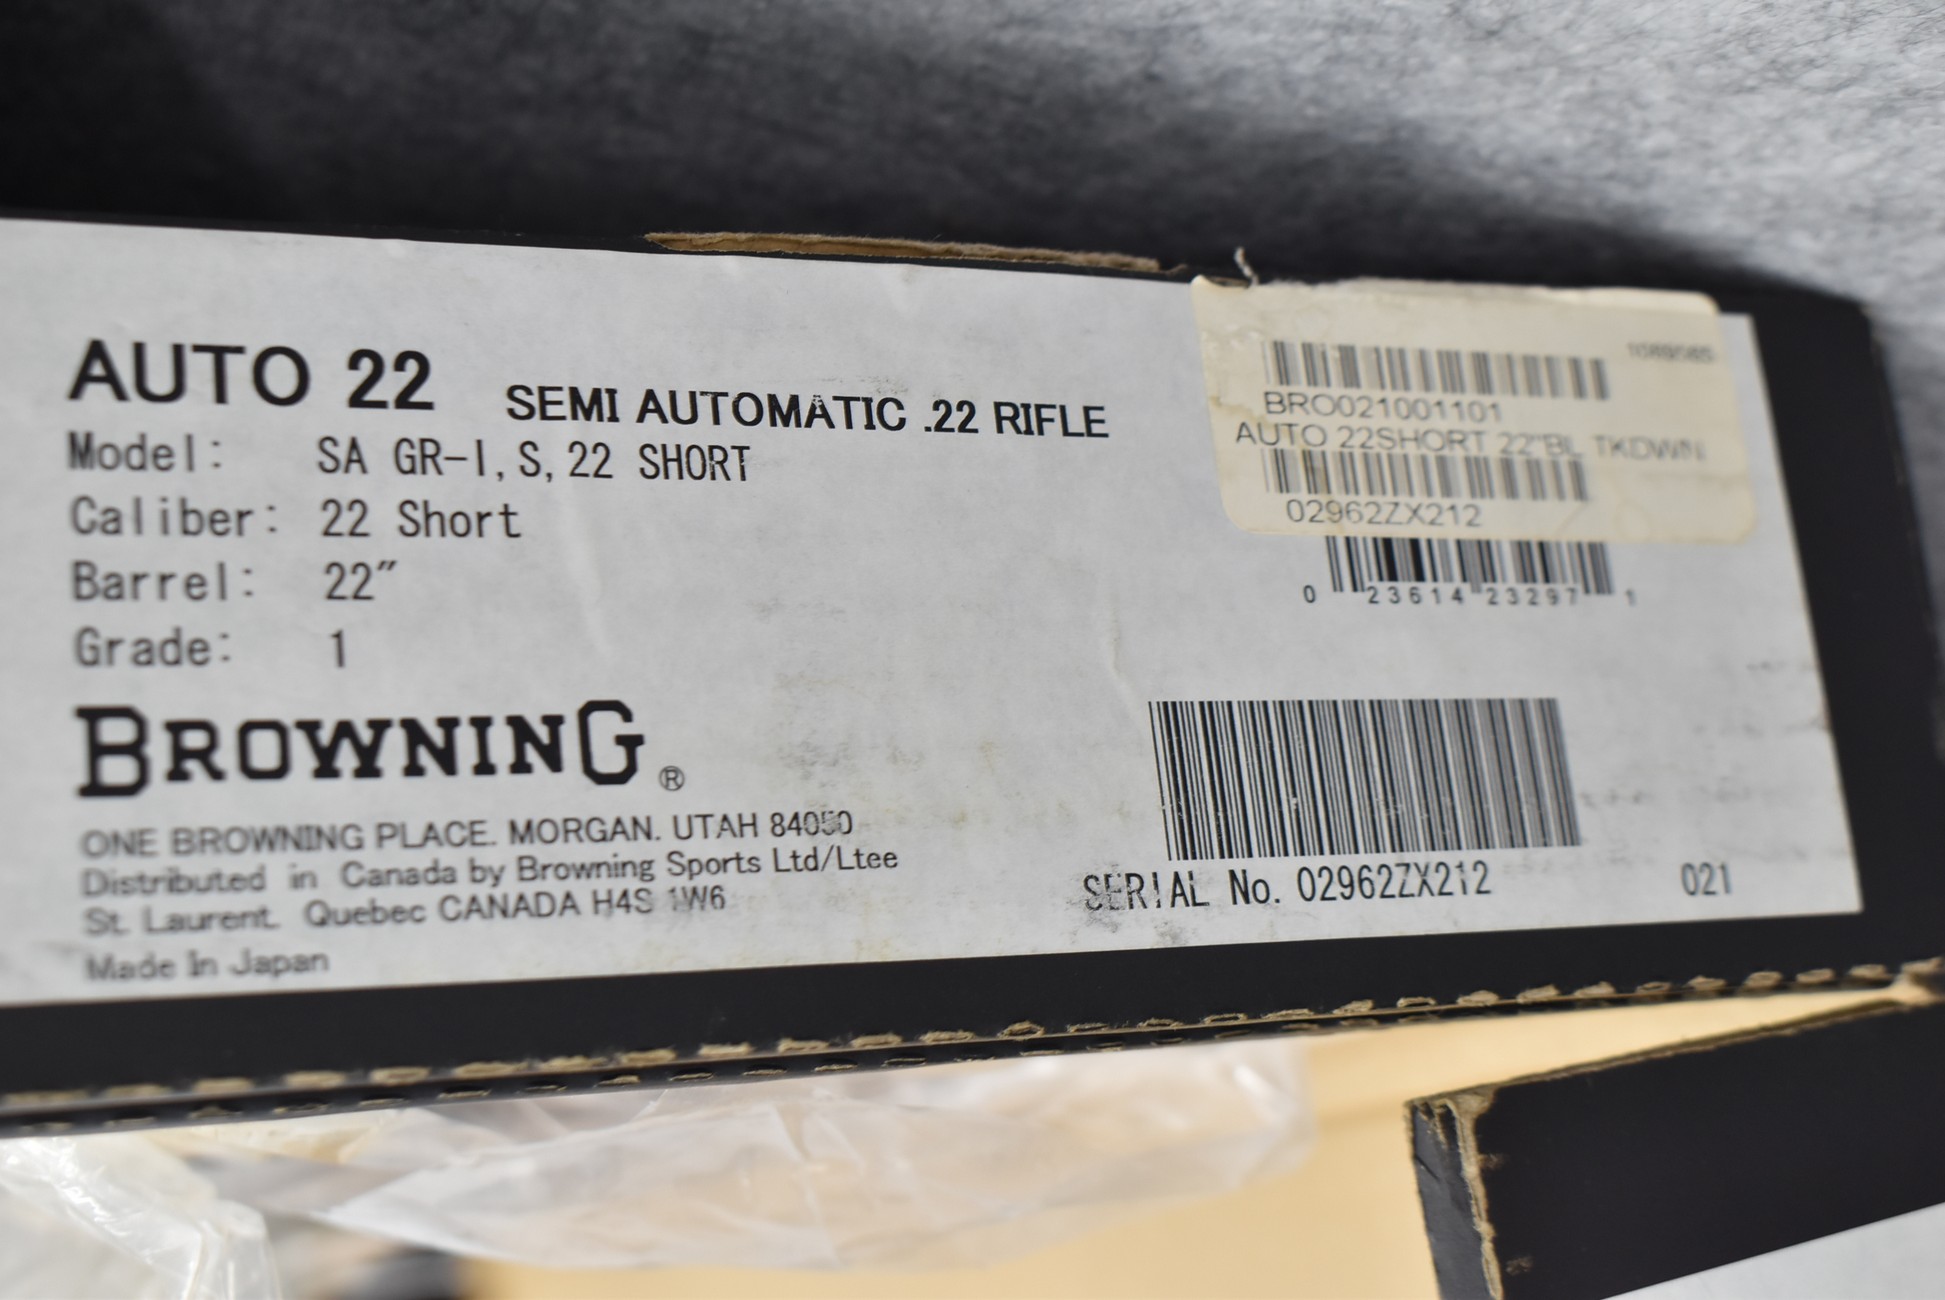 AUTO 22 SEMI AUTOMATIC .22 RIFLE
Model: SA GR-I, S, 22 SHORT
Caliber: 22 Short
Barrel: 22"
Grade: 1
BROWNING®
ONE BROWNING PLACE. MORGAN. UTAH 84050
Distributed in Canada by Browning Sports Ltd/Ltee
St. Laurent. Quebec CANADA H4S 1W6
Made In Japan
BRO021001101
AUTO 22SHORT 22"BL TKDWN
02962ZX212
0 23614 23297 1
SERIAL No. 02962ZX212
021